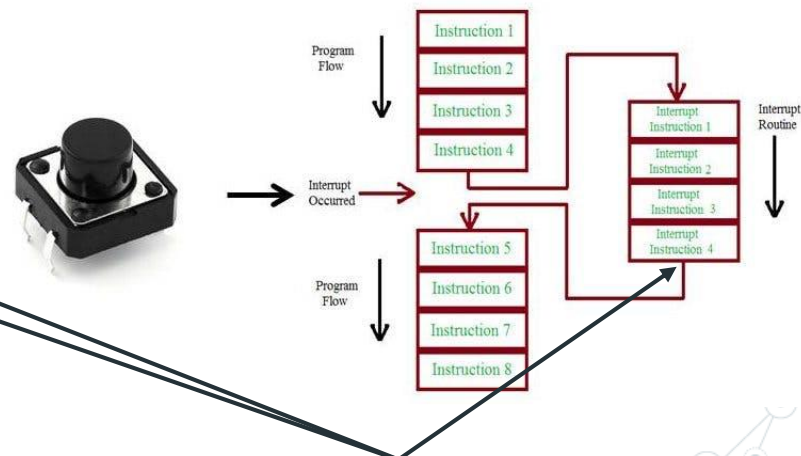 Program
Flow
Instruction 1
Instruction 2
Instruction 3
Instruction 4
Interrupt
Occurred
Interrupt
Instruction 1
Interrupt
Instruction 2
Interrupt
Instruction 3
Interrupt
Instruction 4
Interrupt
Routine
Program
Flow
Instruction 5
Instruction 6
Instruction 7
Instruction 8